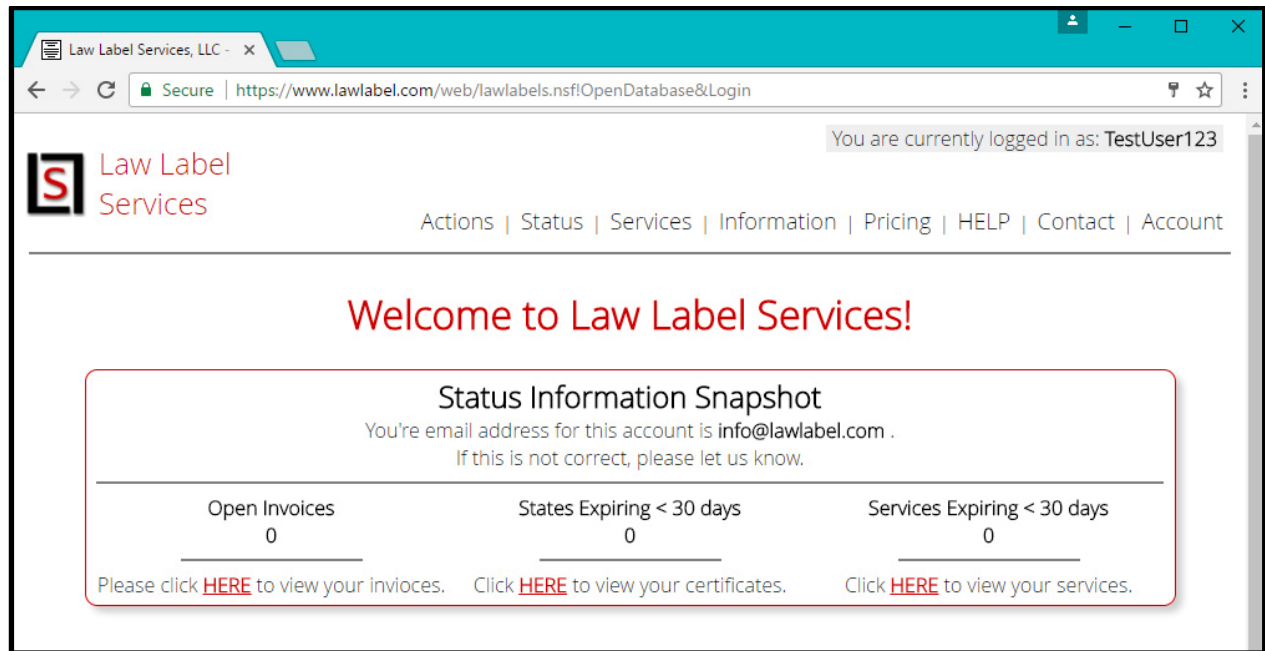 Law Label Services, LLC -
Secure | https://www.lawlabel.com/web/lawlabels.nsf!OpenDatabase&Login
You are currently logged in as: TestUser123
LS
Law Label
Services
Actions | Status | Services | Information | Pricing | HELP | Contact | Account
Welcome to Law Label Services!
Status Information Snapshot
You're email address for this account is info@lawlabel.com .
If this is not correct, please let us know.
Open Invoices States Expiring < 30 days Services Expiring < 30 days
0 0 0
Please click HERE to view your invioces. Click HERE to view your certificates. Click HERE to view your services.